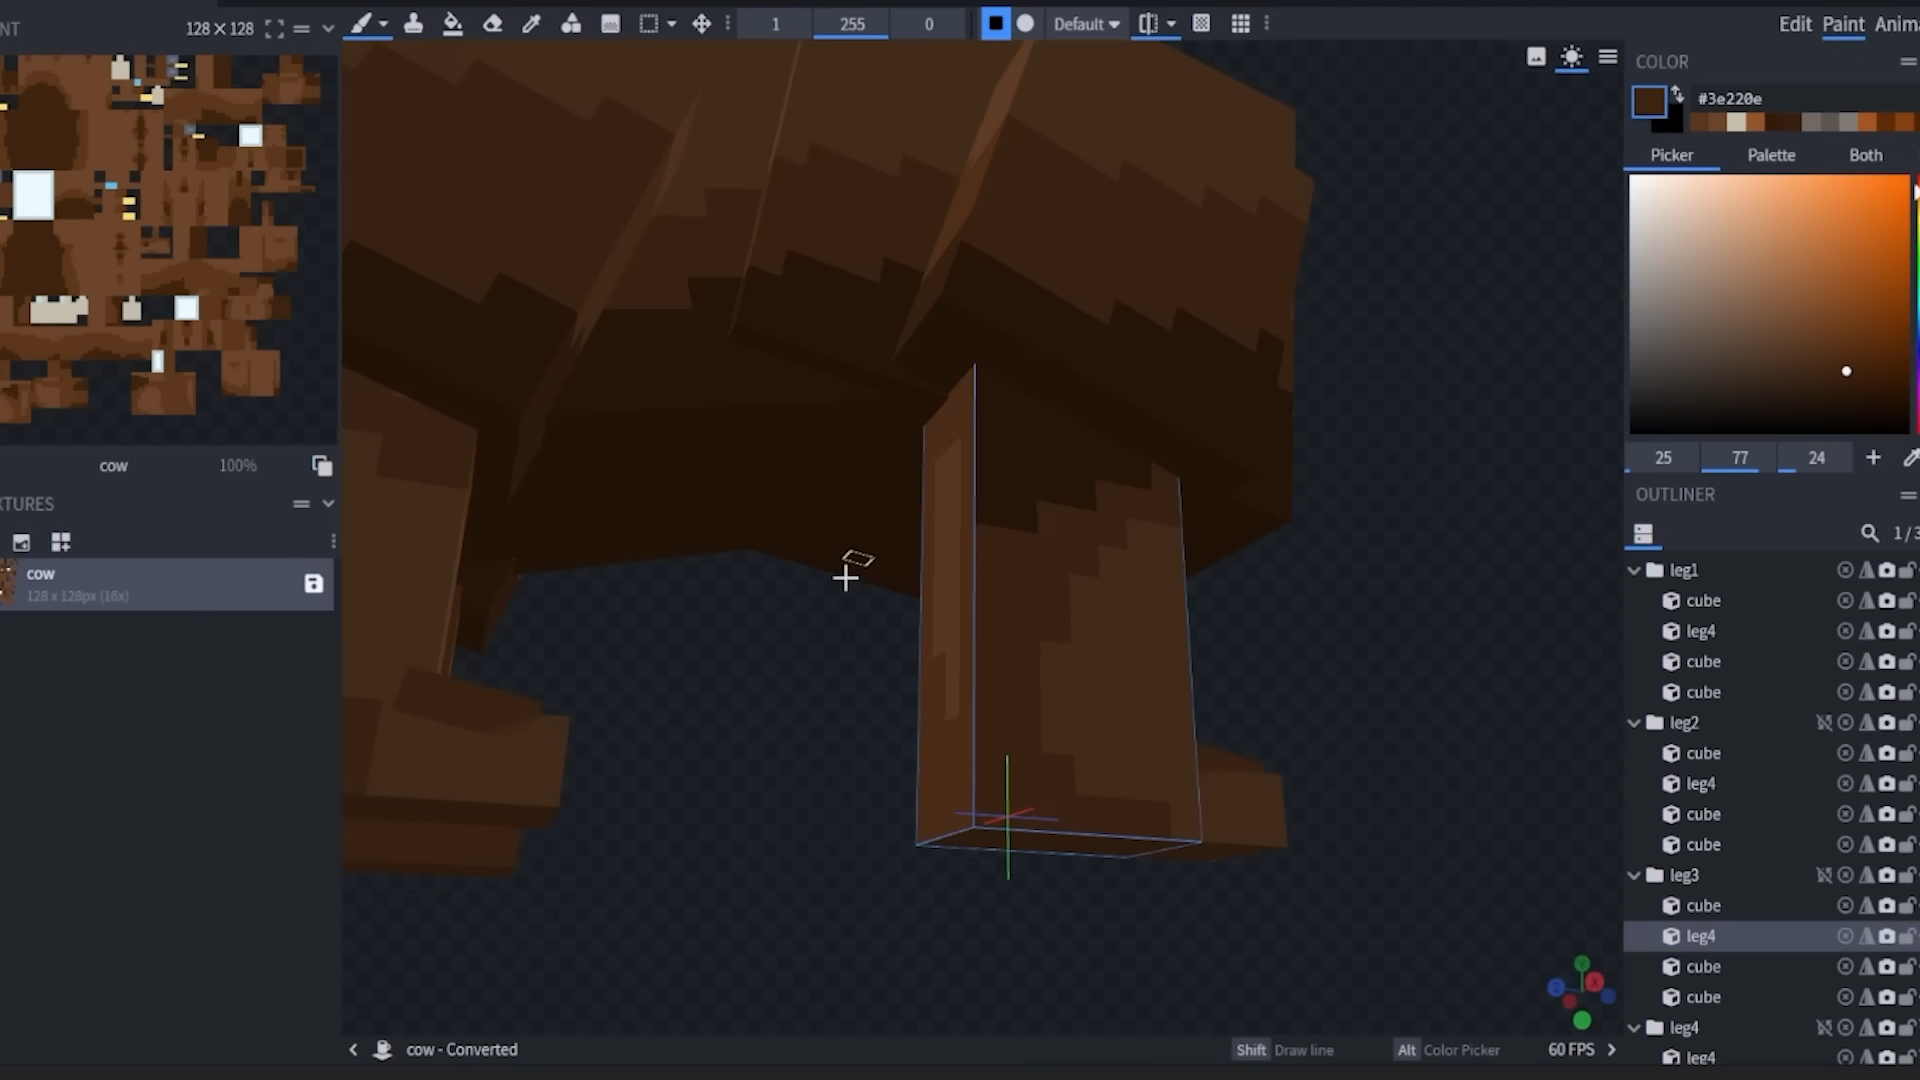 NT 128 × 128
1 255 0 Default
Edit Paint Anima
COLOR
#3e220e
Picker Palette Both
25 77 24
cow 100%
XTURES
cow
128 x 128px (16x)
OUTLINER
1/3
leg1
cube
leg4
cube
cube
leg2
cube
leg4
cube
cube
leg3
cube
leg4
cube
cube
leg4
leg4
Y
X
Z
cow - Converted
Shift Draw line Alt Color Picker 60 FPS